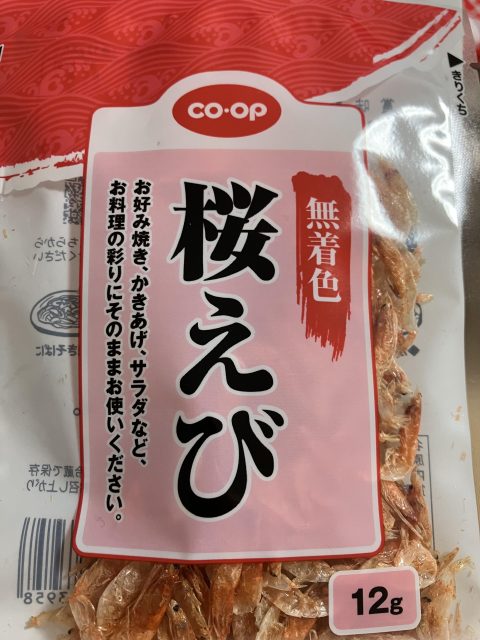 co·op
きりくち
無着色
桜えび
お好み焼き、かきあげ、サラダなど、
お料理の彩りにそのままお使いください。
12g